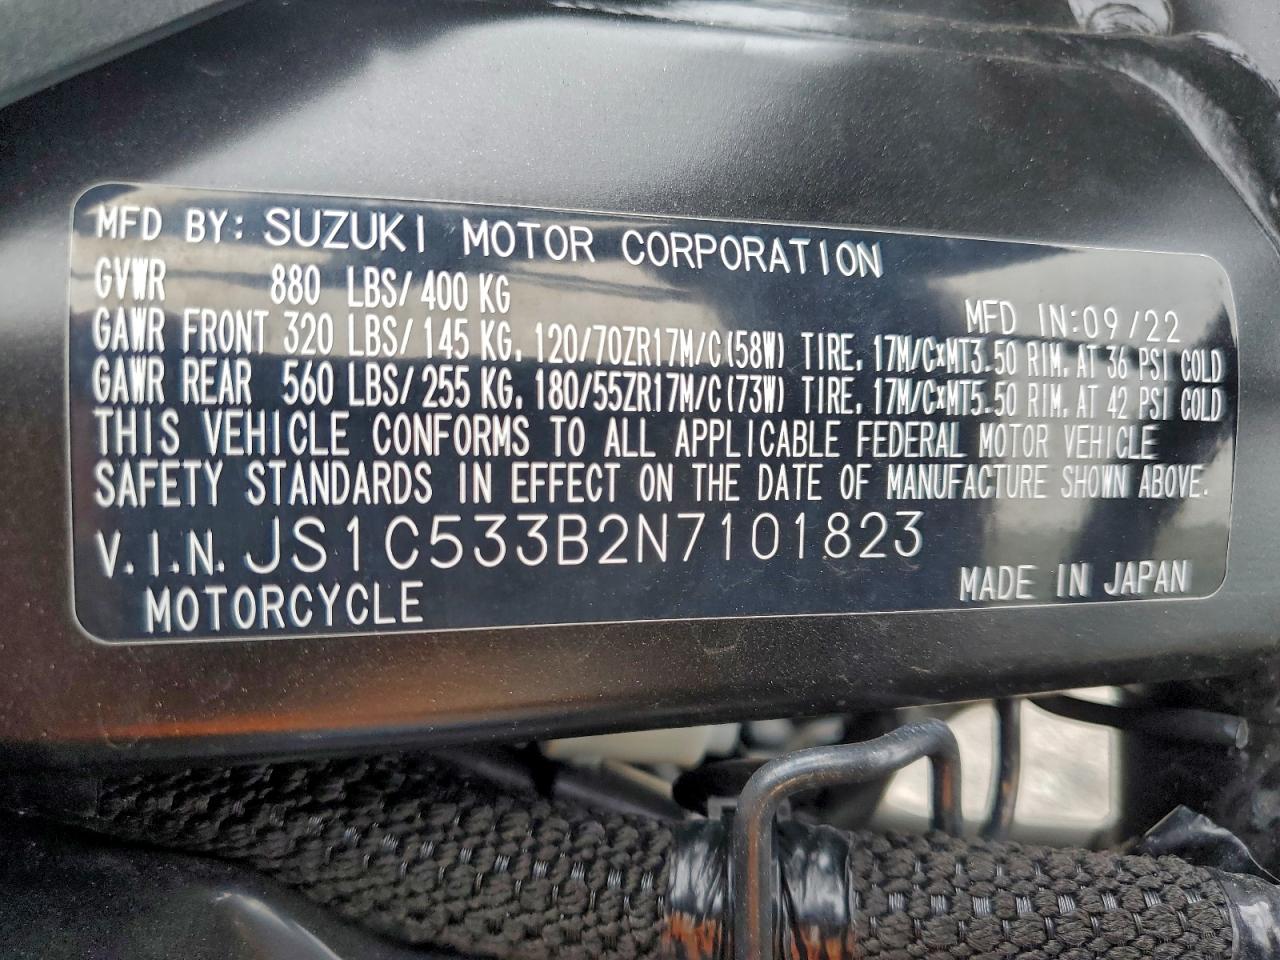 MFD BY: SUZUKI MOTOR CORPORATION
GVWR 880 LBS/400 KG MFD IN:09/22
GAWR FRONT 320 LBS/145 KG, 120/70ZR17M/C(58W) TIRE, 17M/C×MT3.50 RIM, AT 36 PSI COLD
GAWR REAR 560 LBS/255 KG, 180/55ZR17M/C(73W) TIRE, 17M/C×MT5.50 RIM, AT 42 PSI COLD
THIS VEHICLE CONFORMS TO ALL APPLICABLE FEDERAL MOTOR VEHICLE
SAFETY STANDARDS IN EFFECT ON THE DATE OF MANUFACTURE SHOWN ABOVE.
V.I.N. JS1C533B2N7101823
MOTORCYCLE MADE IN JAPAN